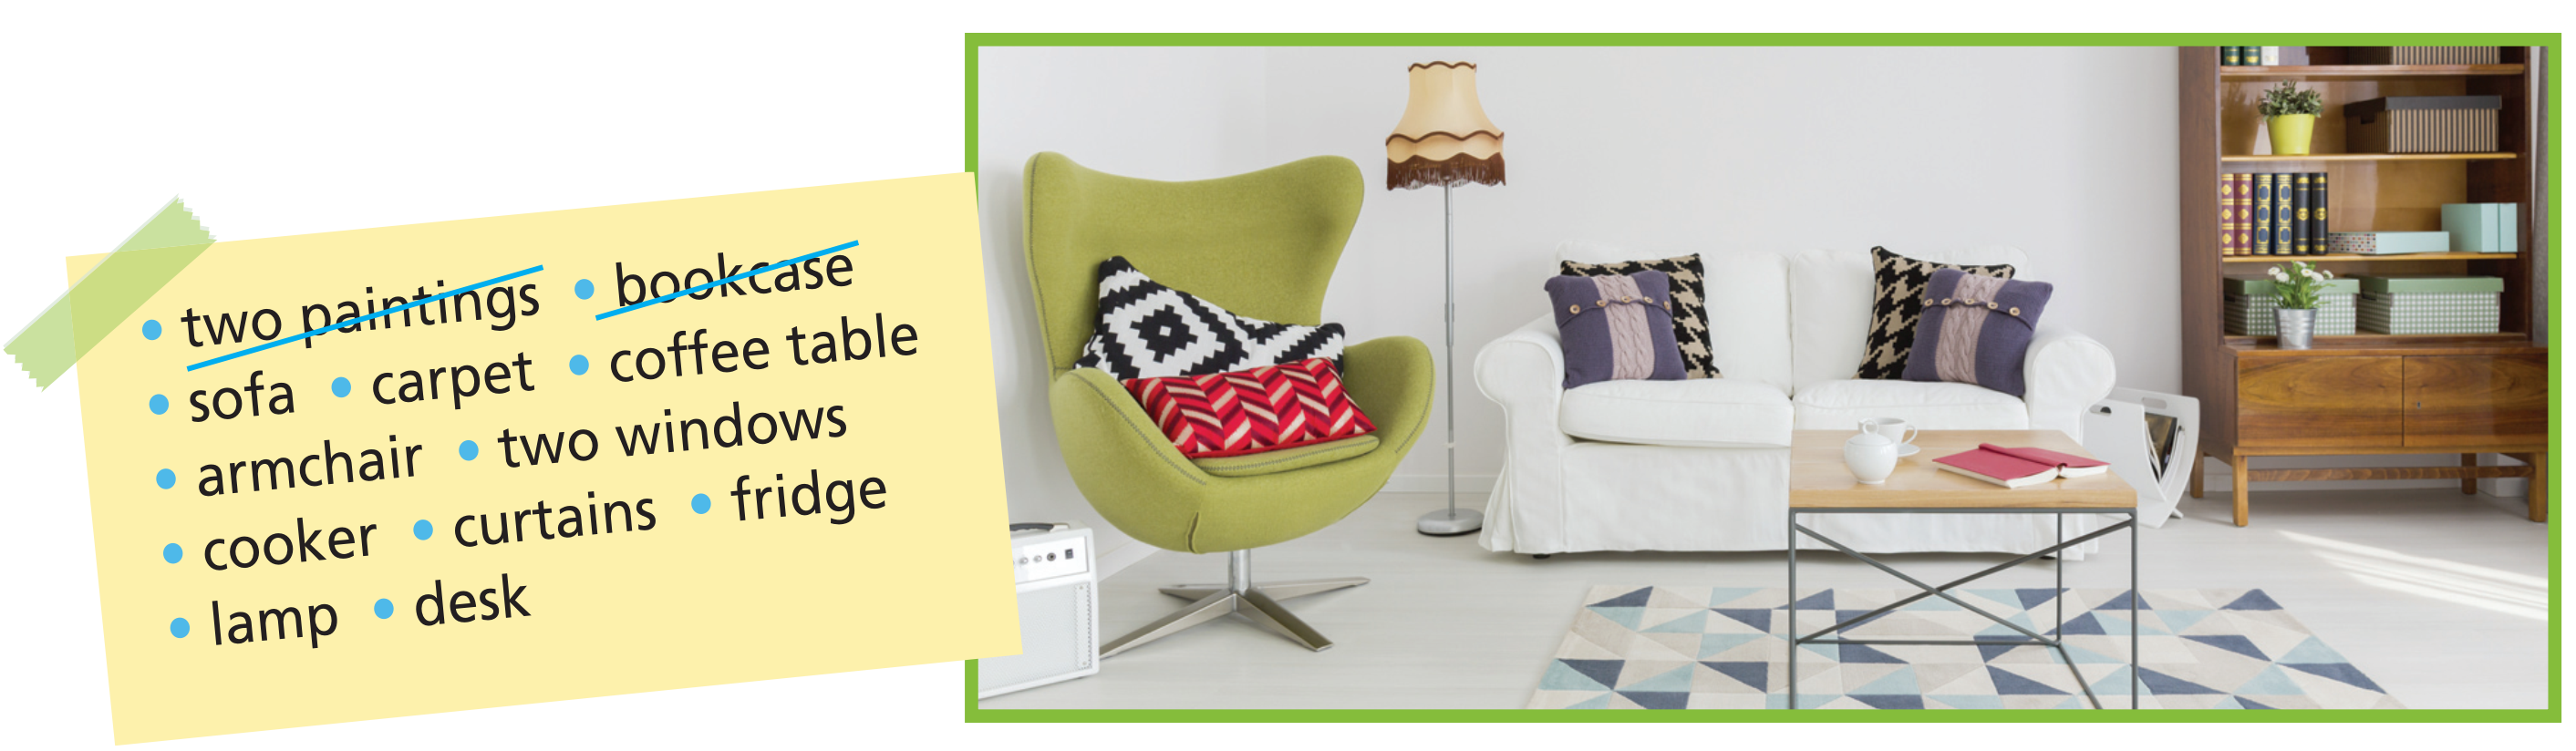 • two paintings • bookcase
• sofa • carpet • coffee table
• armchair • two windows
• cooker • curtains • fridge
• lamp • desk